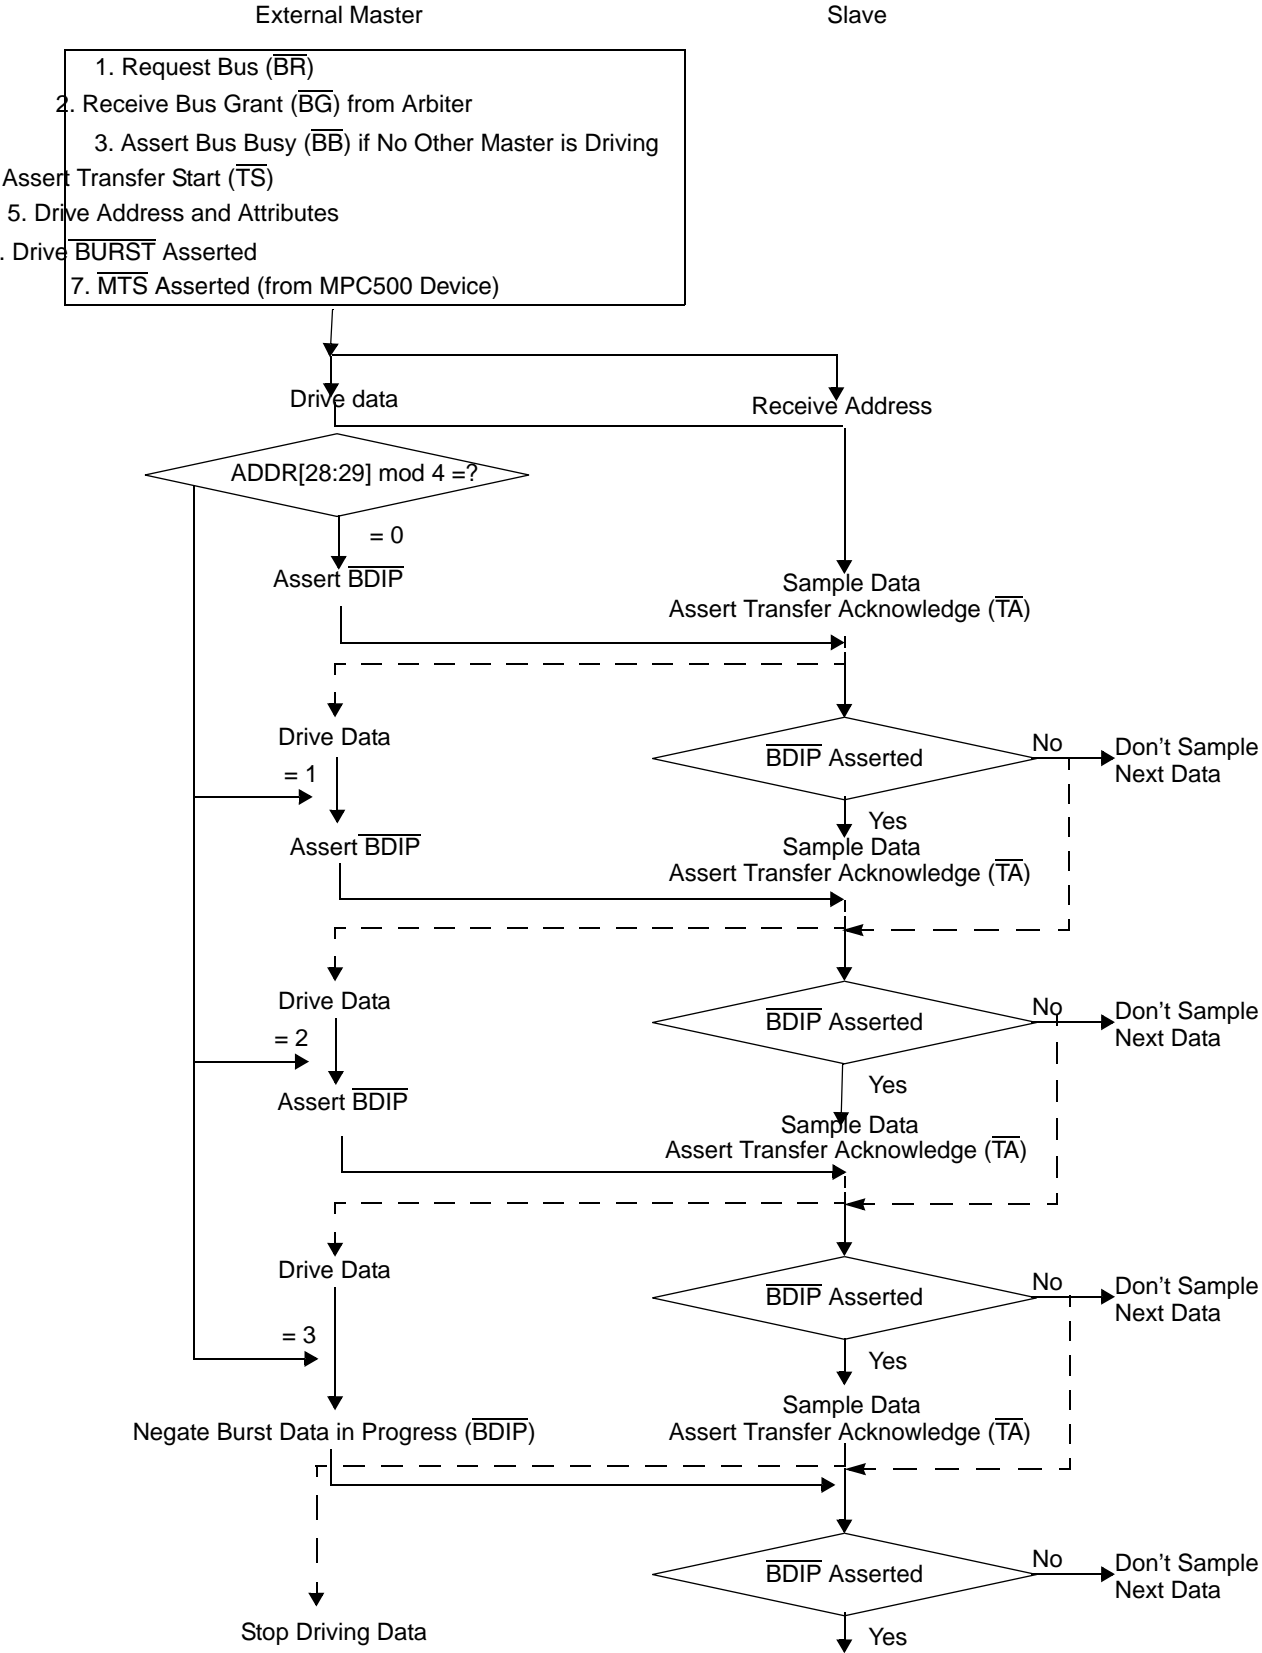 External Master
Slave
1. Request Bus (BR)
2. Receive Bus Grant (BG) from Arbiter
3. Assert Bus Busy (BB) if No Other Master is Driving
Assert Transfer Start (TS)
5. Drive Address and Attributes
. Drive BURST Asserted
7. MTS Asserted (from MPC500 Device)
Drive data
Receive Address
ADDR[28:29] mod 4 =?
= 0
Assert BDIP
Sample Data
Assert Transfer Acknowledge (TA)
Drive Data
BDIP Asserted
No
Don't Sample
Next Data
= 1
Yes
Assert BDIP
Sample Data
Assert Transfer Acknowledge (TA)
Drive Data
BDIP Asserted
No
Don't Sample
Next Data
= 2
Yes
Assert BDIP
Sample Data
Assert Transfer Acknowledge (TA)
Drive Data
BDIP Asserted
No
Don't Sample
Next Data
= 3
Yes
Negate Burst Data in Progress (BDIP)
Sample Data
Assert Transfer Acknowledge (TA)
BDIP Asserted
No
Don't Sample
Next Data
Stop Driving Data
Yes